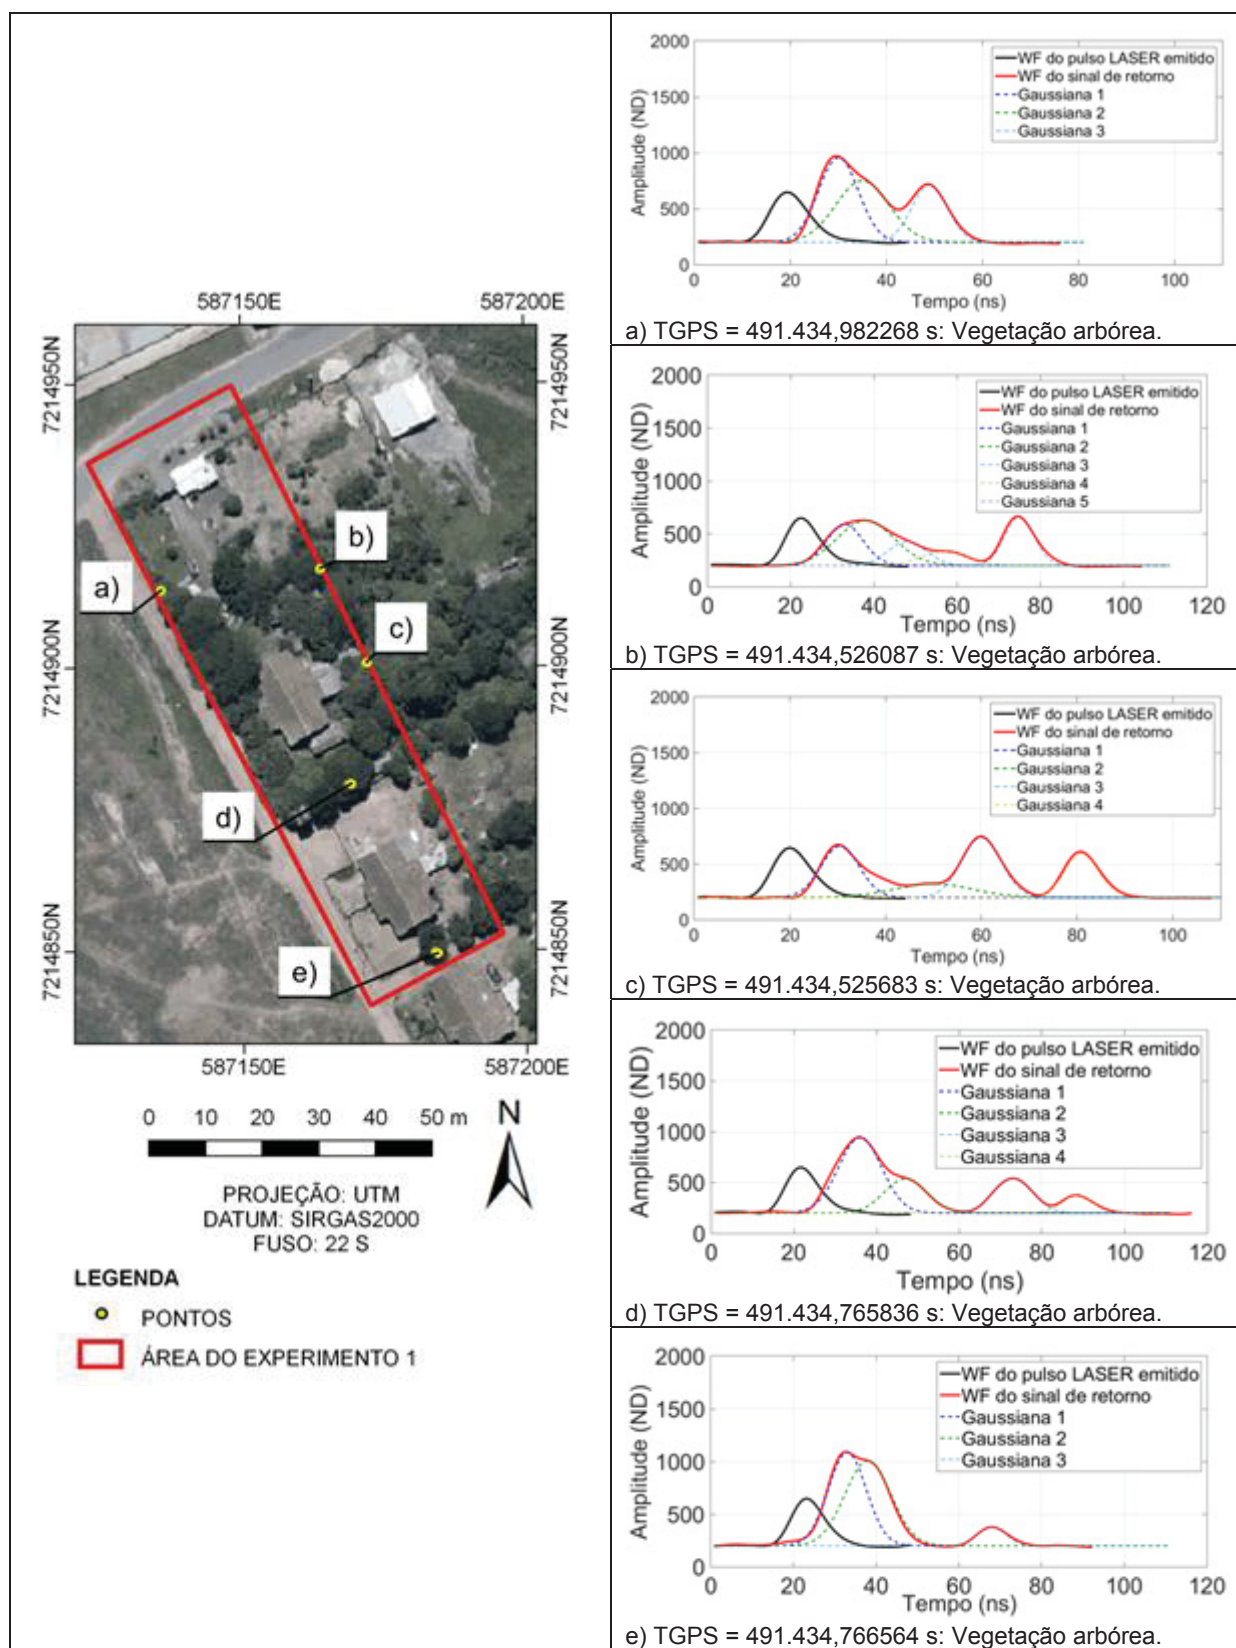 587150E
587200E
7214950N
7214950N
7214900N
7214900N
7214850N
7214850N
a)
b)
c)
d)
e)
587150E
587200E
0 10 20 30 40 50 m
N
PROJEÇÃO: UTM
DATUM: SIRGAS2000
FUSO: 22 S
LEGENDA
PONTOS
ÁREA DO EXPERIMENTO 1
2000
1500
1000
500
0
Amplitude (ND)
WF do pulso LASER emitido
WF do sinal de retorno
Gaussiana 1
Gaussiana 2
Gaussiana 3
0 20 40 60 80 100
Tempo (ns)
a) TGPS = 491.434,982268 s: Vegetação arbórea.
2000
1500
1000
500
0
Amplitude (ND)
WF do pulso LASER emitido
WF do sinal de retorno
Gaussiana 1
Gaussiana 2
Gaussiana 3
Gaussiana 4
Gaussiana 5
0 20 40 60 80 100 120
Tempo (ns)
b) TGPS = 491.434,526087 s: Vegetação arbórea.
2000
1500
1000
500
0
Amplitude (ND)
WF do pulso LASER emitido
WF do sinal de retorno
Gaussiana 1
Gaussiana 2
Gaussiana 3
Gaussiana 4
0 20 40 60 80 100
Tempo (ns)
c) TGPS = 491.434,525683 s: Vegetação arbórea.
2000
1500
1000
500
0
Amplitude (ND)
WF do pulso LASER emitido
WF do sinal de retorno
Gaussiana 1
Gaussiana 2
Gaussiana 3
Gaussiana 4
0 20 40 60 80 100 120
Tempo (ns)
d) TGPS = 491.434,765836 s: Vegetação arbórea.
2000
1500
1000
500
0
Amplitude (ND)
WF do pulso LASER emitido
WF do sinal de retorno
Gaussiana 1
Gaussiana 2
Gaussiana 3
0 20 40 60 80 100 120
Tempo (ns)
e) TGPS = 491.434,766564 s: Vegetação arbórea.